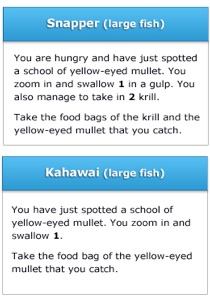 Snapper (large fish)
You are hungry and have just spotted
a school of yellow-eyed mullet. You
zoom in and swallow 1 in a gulp. You
also manage to take in 2 krill.
Take the food bags of the krill and the
yellow-eyed mullet that you catch.
Kahawai (large fish)
You have just spotted a school of
yellow-eyed mullet. You zoom in and
swallow 1.
Take the food bag of the yellow-eyed
mullet that you catch.